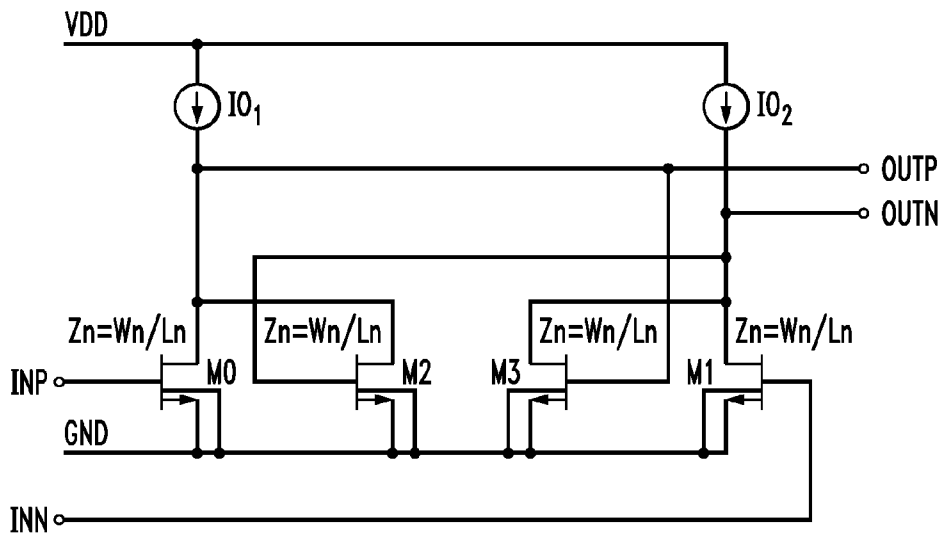 VDD
IO1
IO2
OUTP
OUTN
Zn=Wn/Ln
Zn=Wn/Ln
Zn=Wn/Ln
Zn=Wn/Ln
INP
M0
M2
M3
M1
GND
INN